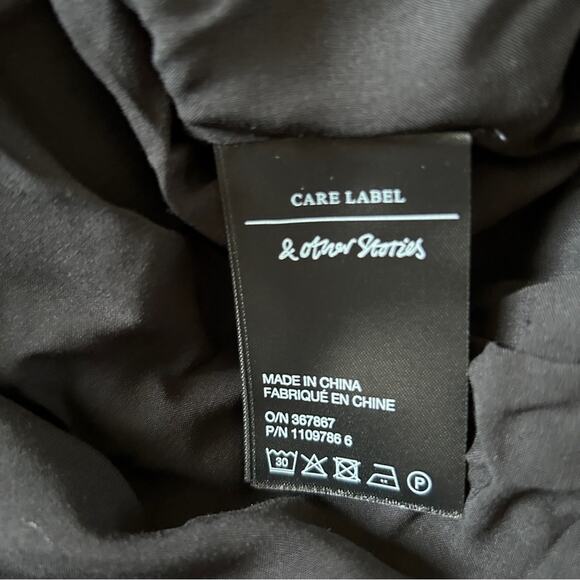 CARE LABEL
& other Stories
MADE IN CHINA
FABRIQUÉ EN CHINE
O/N 367867
P/N 1109786 6
30
P